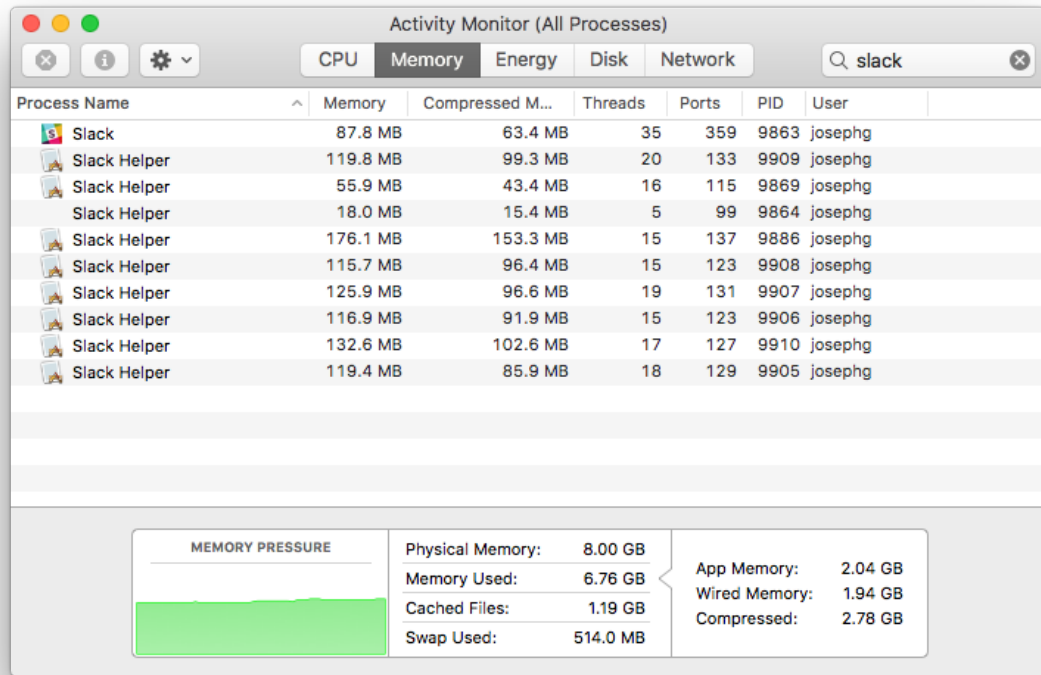 Activity Monitor (All Processes)
CPU Memory Energy Disk Network slack
Process Name Memory Compressed M... Threads Ports PID User
Slack 87.8 MB 63.4 MB 35 359 9863 josephg
Slack Helper 119.8 MB 99.3 MB 20 133 9909 josephg
Slack Helper 55.9 MB 43.4 MB 16 115 9869 josephg
Slack Helper 18.0 MB 15.4 MB 5 99 9864 josephg
Slack Helper 176.1 MB 153.3 MB 15 137 9886 josephg
Slack Helper 115.7 MB 96.4 MB 15 123 9908 josephg
Slack Helper 125.9 MB 96.6 MB 19 131 9907 josephg
Slack Helper 116.9 MB 91.9 MB 15 123 9906 josephg
Slack Helper 132.6 MB 102.6 MB 17 127 9910 josephg
Slack Helper 119.4 MB 85.9 MB 18 129 9905 josephg
MEMORY PRESSURE
Physical Memory: 8.00 GB
Memory Used: 6.76 GB
Cached Files: 1.19 GB
Swap Used: 514.0 MB
App Memory: 2.04 GB
Wired Memory: 1.94 GB
Compressed: 2.78 GB